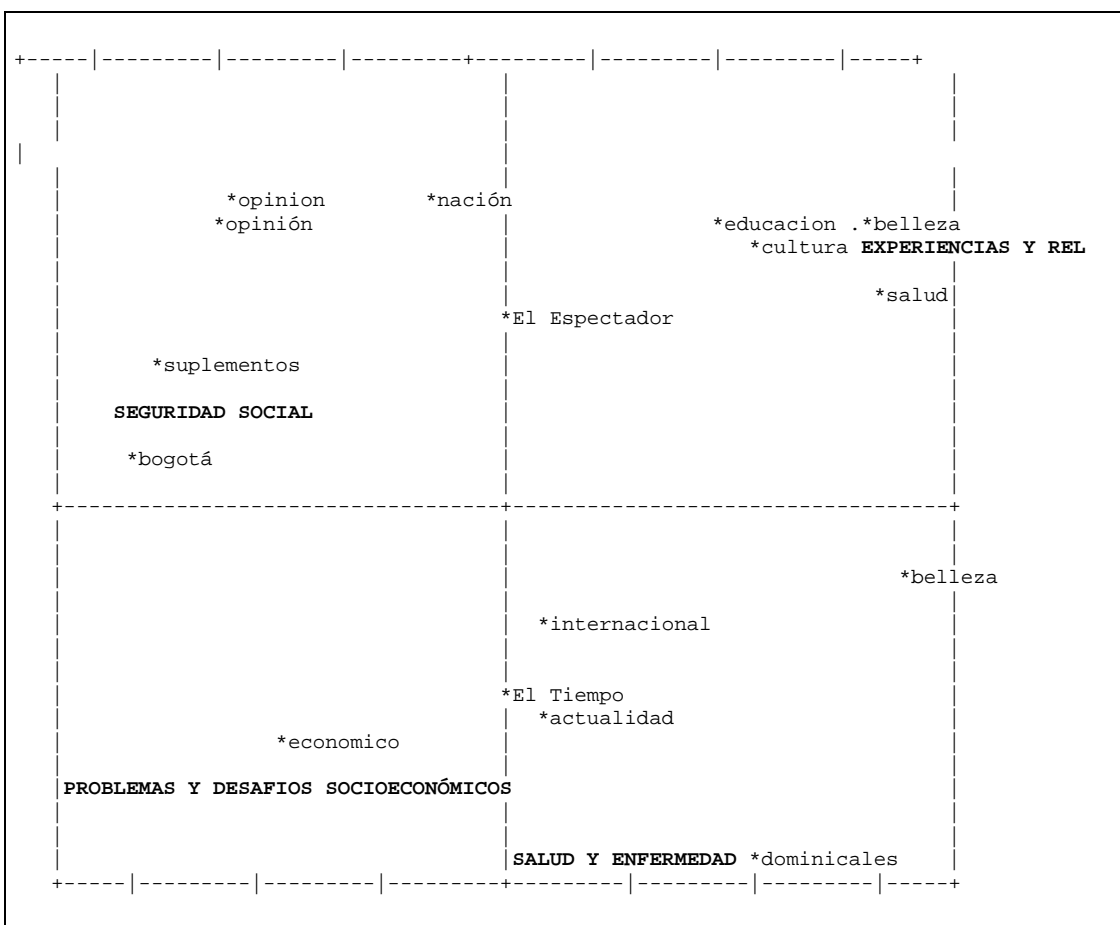 *opinion *nación
*opinión *educacion .*belleza
*cultura EXPERIENCIAS Y REL
*salud
*El Espectador
*suplementos
SEGURIDAD SOCIAL
*bogotá
*belleza
*internacional
*El Tiempo
*actualidad
*economico
PROBLEMAS Y DESAFIOS SOCIOECONÓMICOS
SALUD Y ENFERMEDAD *dominicales